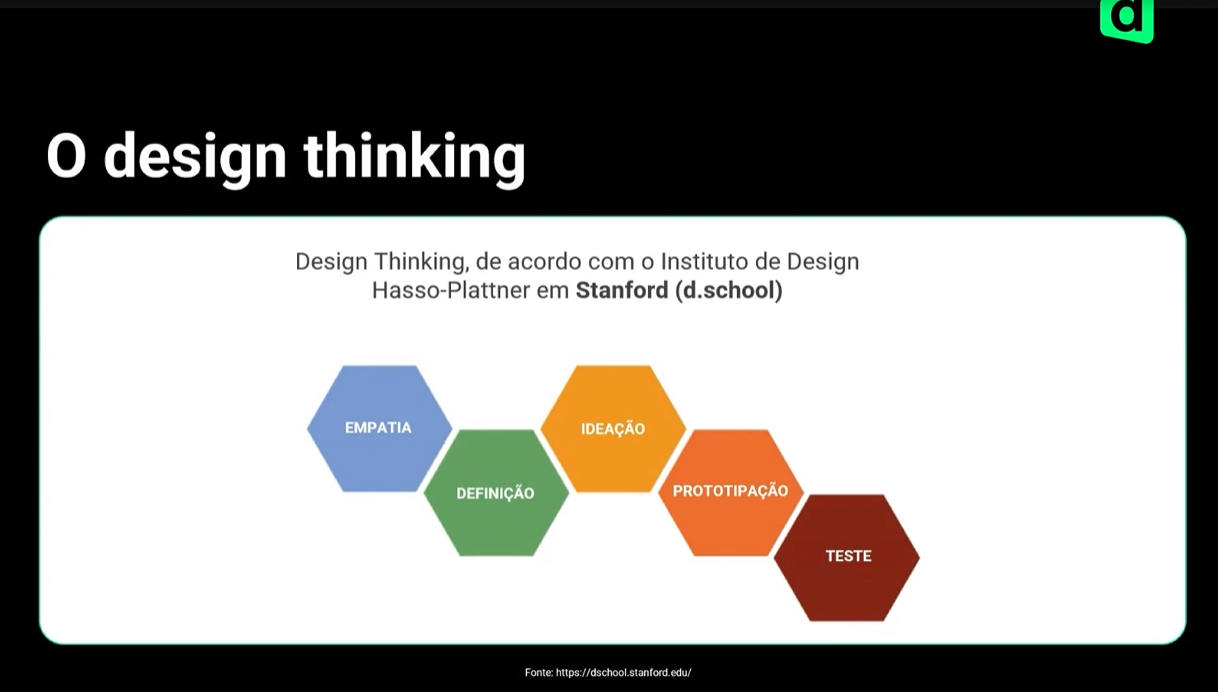 d
O design thinking
Design Thinking, de acordo com o Instituto de Design
Hasso-Plattner em Stanford (d.school)
EMPATIA
DEFINIÇÃO
IDEAÇÃO
PROTOTIPAÇÃO
TESTE
Fonte: https://dschool.stanford.edu/